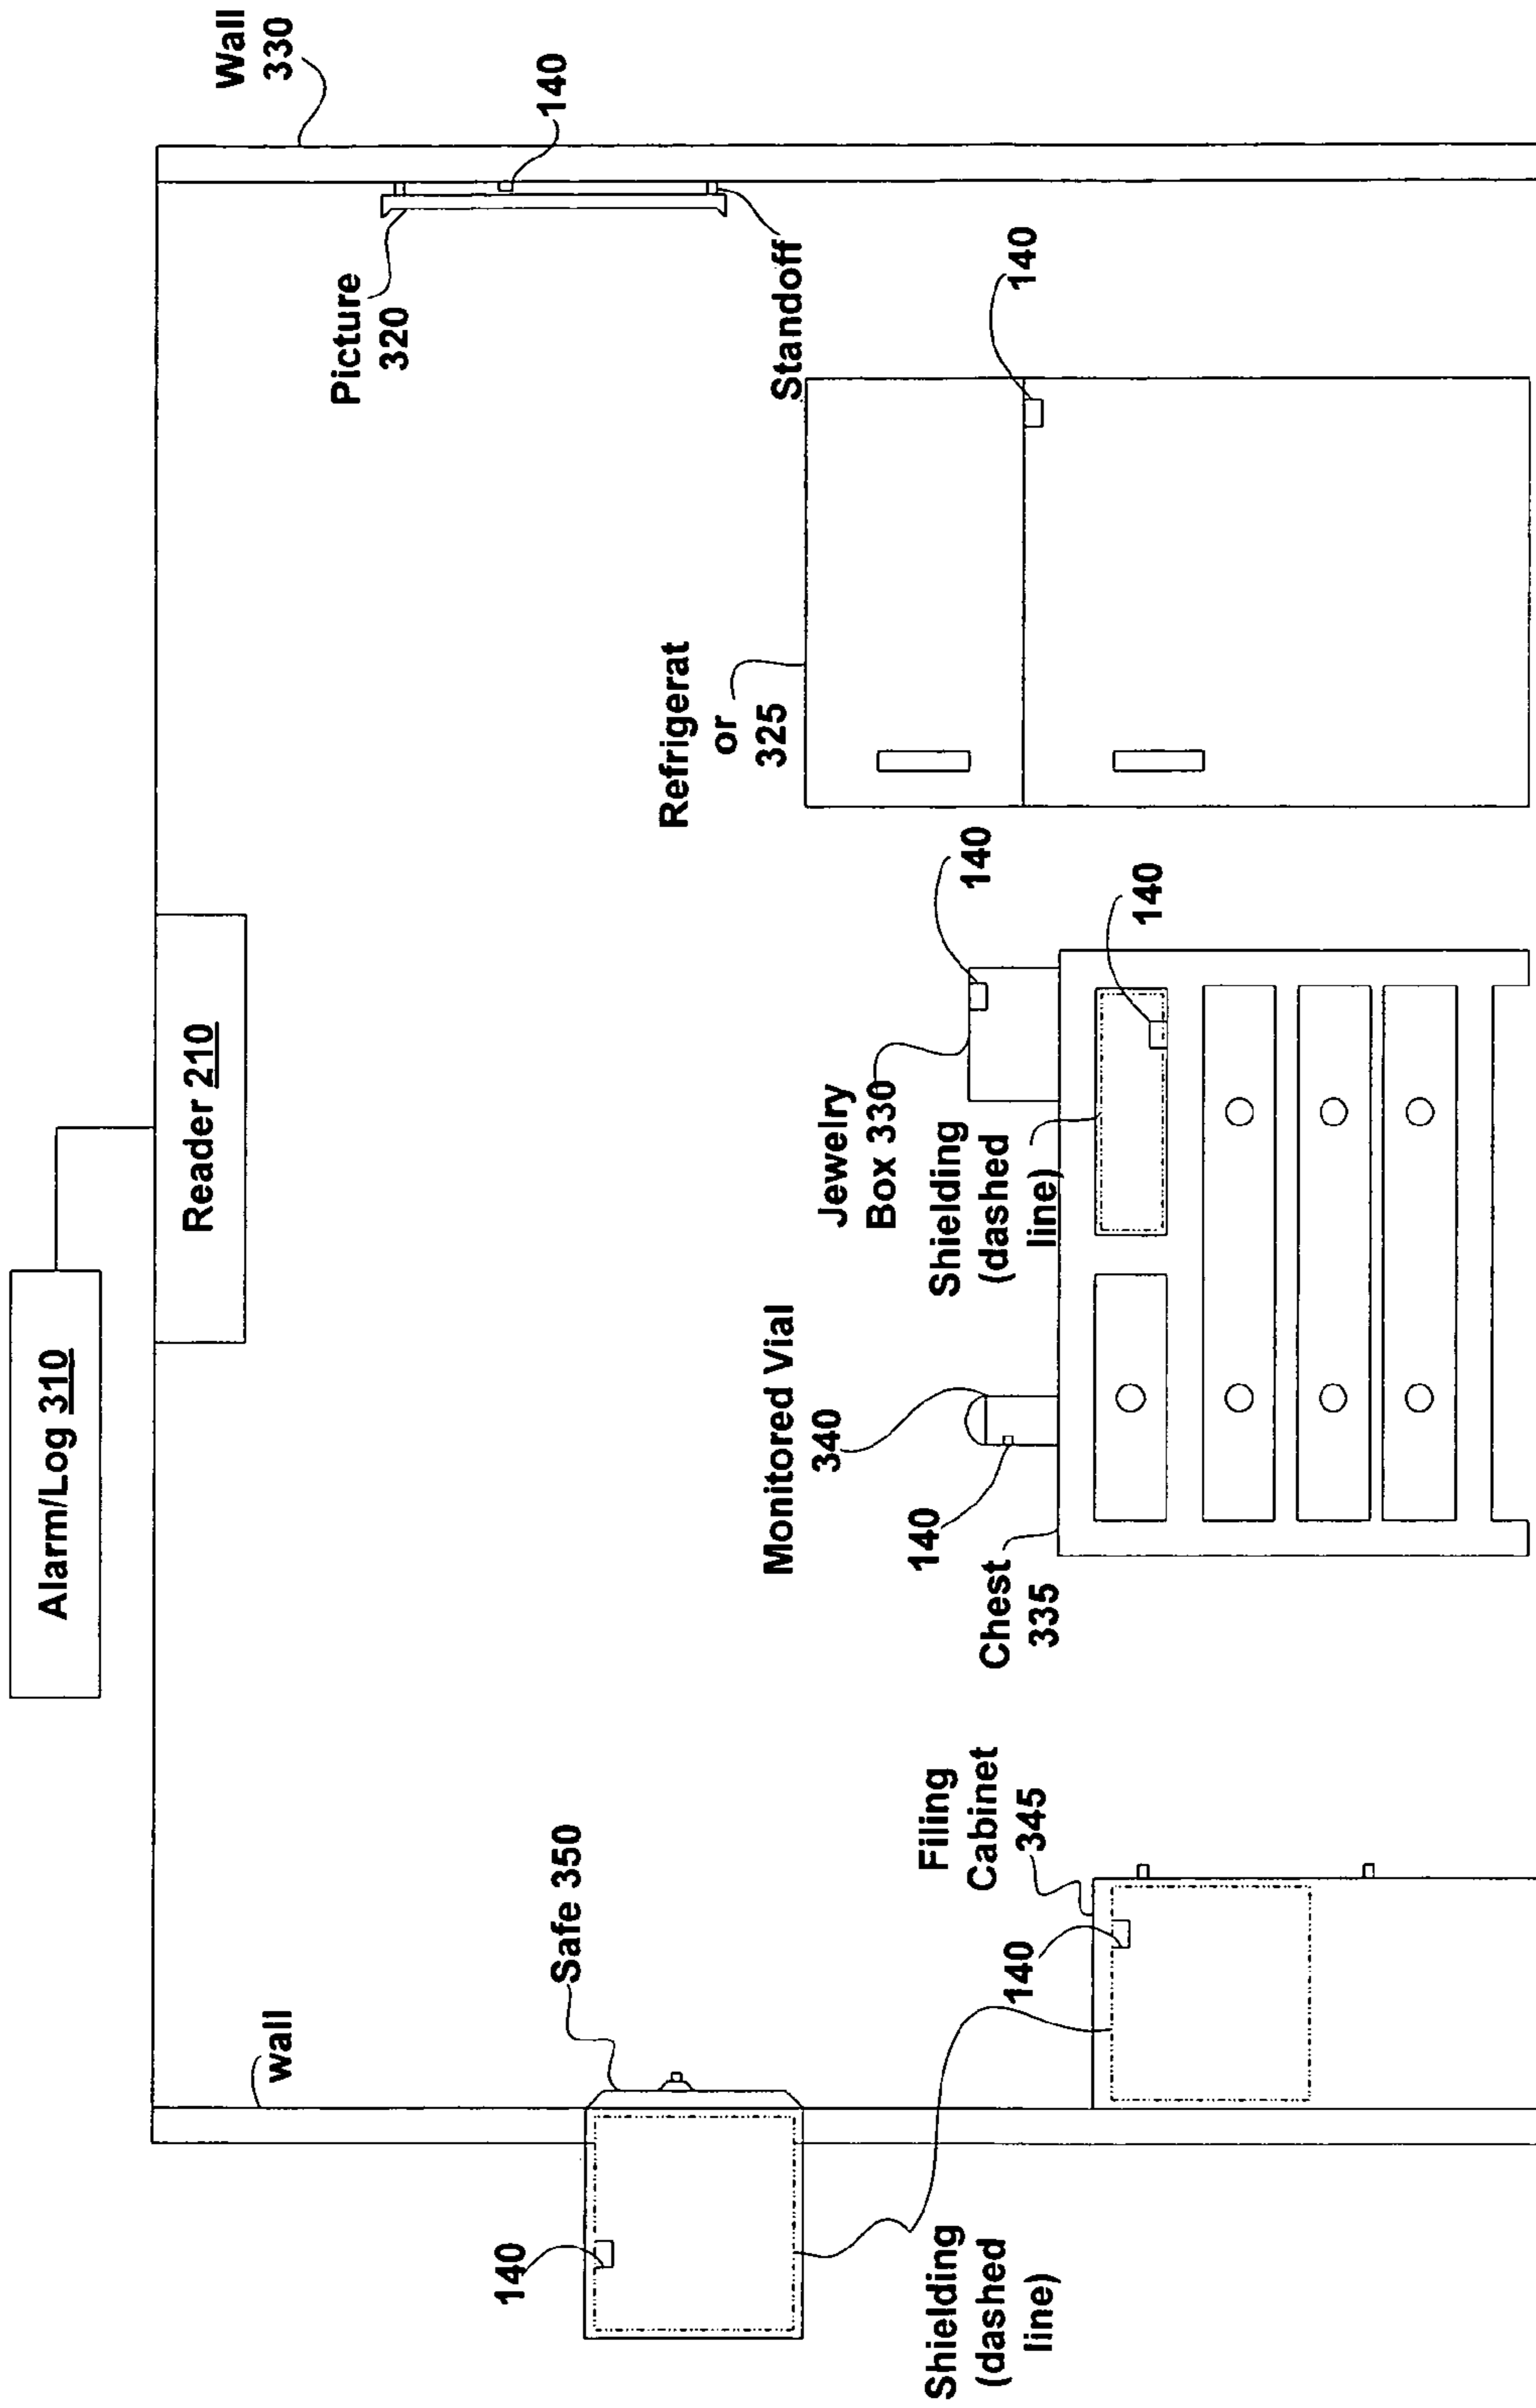 Alarm/Log 310
Reader 210
wall
Wall
330
140
Picture
320
Standoff
Safe 350
140
Refrigerat
or
325
140
Monitored Vial
340
140
Jewelry
Box 330
140
Filing
Cabinet
345
140
Chest
335
Shielding
(dashed
line)
140
Shielding
(dashed
line)